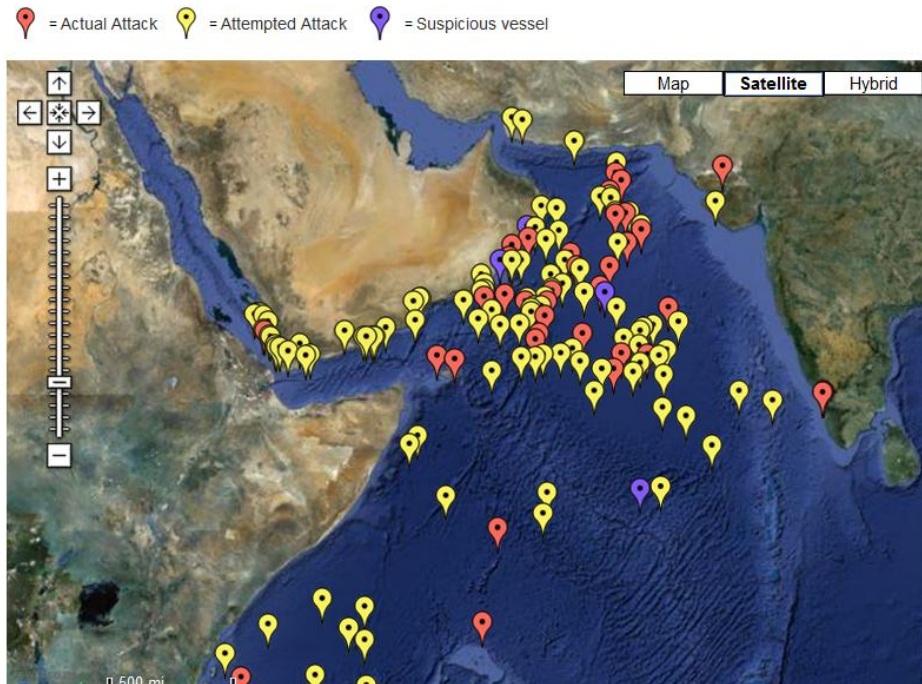 = Actual Attack = Attempted Attack = Suspicious vessel
Map Satellite Hybrid
500 mi